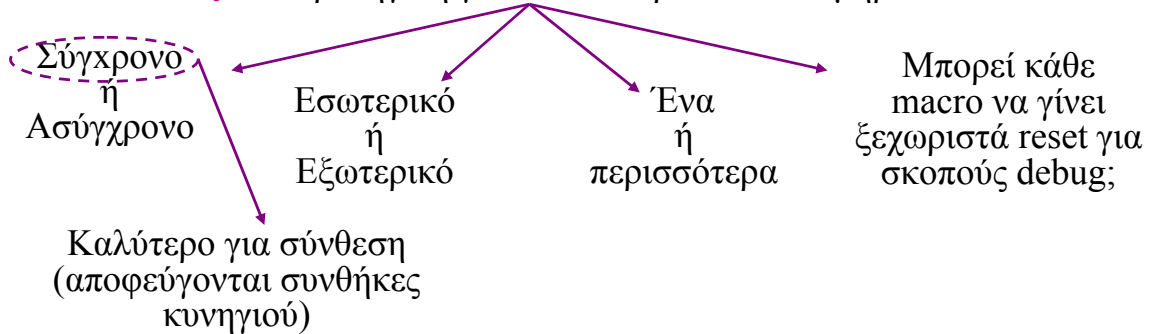 Σύγχρονο
ή
Ασύγχρονο
Εσωτερικό
ή
Εξωτερικό
Ένα
ή
περισσότερα
Μπορεί κάθε
macro να γίνει
ξεχωριστά reset για
σκοπούς debug;
Καλύτερο για σύνθεση
(αποφεύγονται συνθήκες
κυνηγιού)